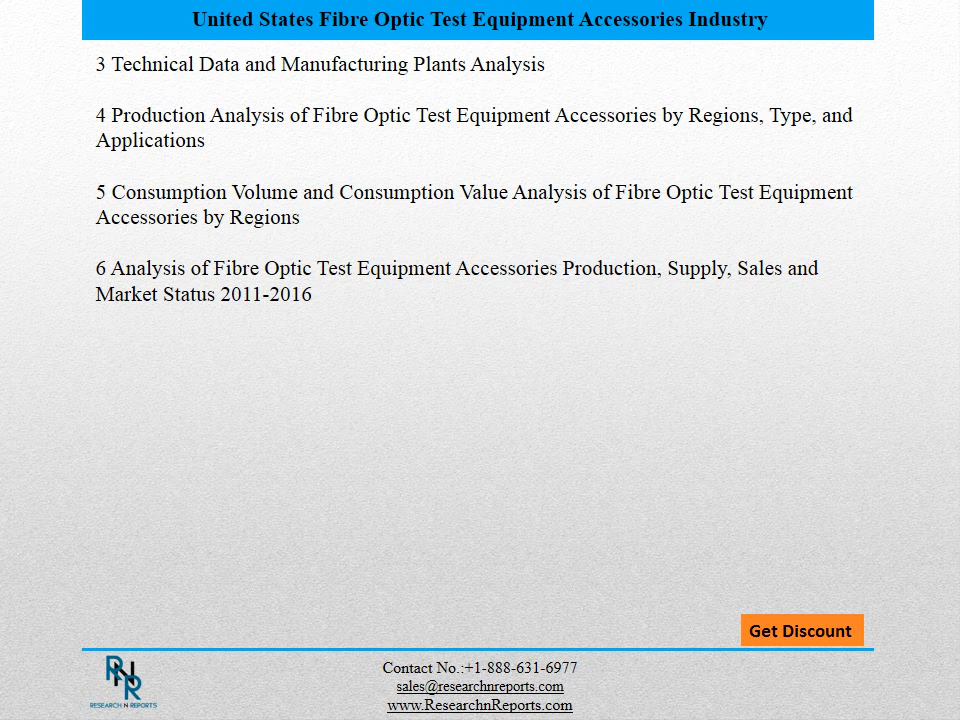 United States Fibre Optic Test Equipment Accessories Industry
3 Technical Data and Manufacturing Plants Analysis
4 Production Analysis of Fibre Optic Test Equipment Accessories by Regions, Type, and
Applications
5 Consumption Volume and Consumption Value Analysis of Fibre Optic Test Equipment
Accessories by Regions
6 Analysis of Fibre Optic Test Equipment Accessories Production, Supply, Sales and
Market Status 2011-2016
Get Discount
RNR
RESEARCH N REPORTS
Contact No.:+1-888-631-6977
sales@researchnreports.com
www.ResearchnReports.com